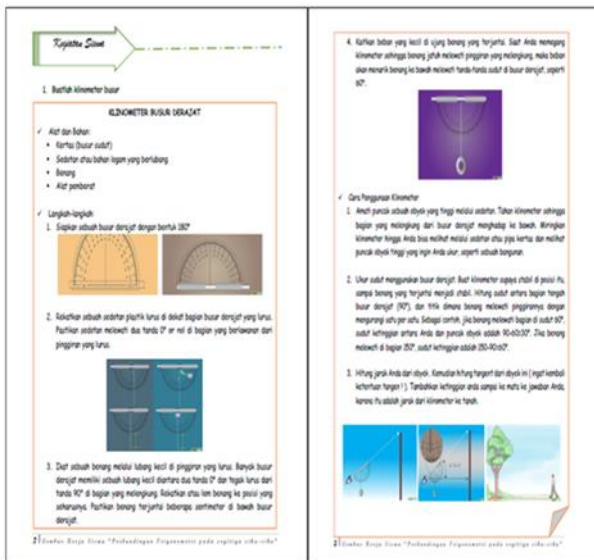 Kegiatan Siswa
1. Buatlah klinometer busur
KLINOMETER BUSUR DERAJAT
✓ Alat dan Bahan:
• Kertas (busur sudut)
• Sedotan atau bahan logam yang berlubang
• Benang
• Alat pemberat
✓ Langkah-langkah:
1. Siapkan sebuah busur derajat dengan bentuk 180°
2. Rekatkan sebuah sedotan plastik lurus di dekat bagian busur derajat yang lurus.
Pastikan sedotan melewati dua tanda 0° or nol di bagian yang berlawanan dari
pinggiran yang lurus.
3. Ikat sebuah benang melalui lubang kecil di pinggiran yang lurus. Banyak busur
derajat memiliki sebuah lubang kecil diantara dua tanda 0° dan tegak lurus dari
tanda 90° di bagian yang melengkung. Rekatkan atau lem benang ke posisi yang
seharusnya. Pastikan benang terjuntai beberapa sentimeter di bawah busur
derajat.
Lembar Kerja Siswa "Perbandingan Trigonometri pada segitiga siku-siku"
4. Kaitkan beban yang kecil di ujung benang yang terjuntai. Saat Anda memegang
klinometer sehingga benang jatuh melewati pinggiran yang melengkung, maka beban
akan menarik benang ke bawah melewati tanda-tanda sudut di busur derajat, seperti
60°.
✓ Cara Penggunaan Klinometer
1. Amati puncak sebuah obyek yang tinggi melalui sedotan. Tahan klinometer sehingga
bagian yang melengkung dari busur derajat menghadap ke bawah. Miringkan
klinometer hingga Anda bisa melihat melalui sedotan atau pipa kertas dan melihat
puncak obyek tinggi yang ingin Anda ukur, seperti sebuah bangunan.
2. Ukur sudut menggunakan busur derajat. Buat klinometer supaya stabil di posisi itu,
sampai benang yang terjuntai menjadi stabil. Hitung sudut antara bagian tengah
busur derajat (90°), dan titik dimana benang melewati pinggirannya dengan
mengurangi satu per satu. Sebagai contoh, jika benang melewati bagian di sudut 60°,
sudut ketinggian antara Anda dan puncak obyek adalah 90-60=30°. Jika benang
melewati di bagian 150°, sudut ketinggian adalah 150-90=60°.
3. Hitung jarak Anda dari obyek. Kemudian hitung tangent dari obyek ini ( ingat kembali
ketentuan tangen ! ). Tambahkan ketinggian anda sampai ke mata ke jawaban Anda,
karena itu adalah jarak dari klinometer ke tanah.
Lembar Kerja Siswa "Perbandingan Trigonometri pada segitiga siku-siku"